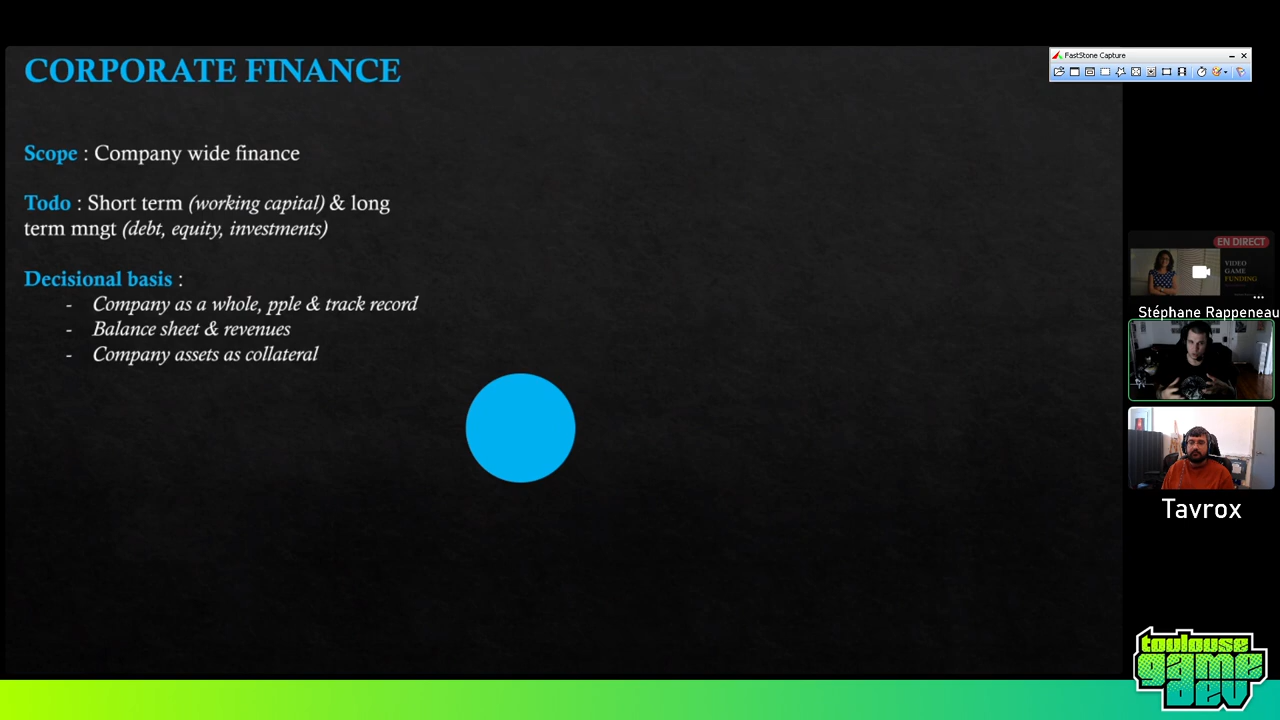 CORPORATE FINANCE
FastStone Capture
Scope : Company wide finance
Todo : Short term (working capital) & long
term mngt (debt, equity, investments)
Decisional basis :
- Company as a whole, pple & track record
- Balance sheet & revenues
- Company assets as collateral
EN DIRECT
VIDEO
GAME
FUNDING
Stéphane Rappeneau
Tavrox
toulouse
game
dev